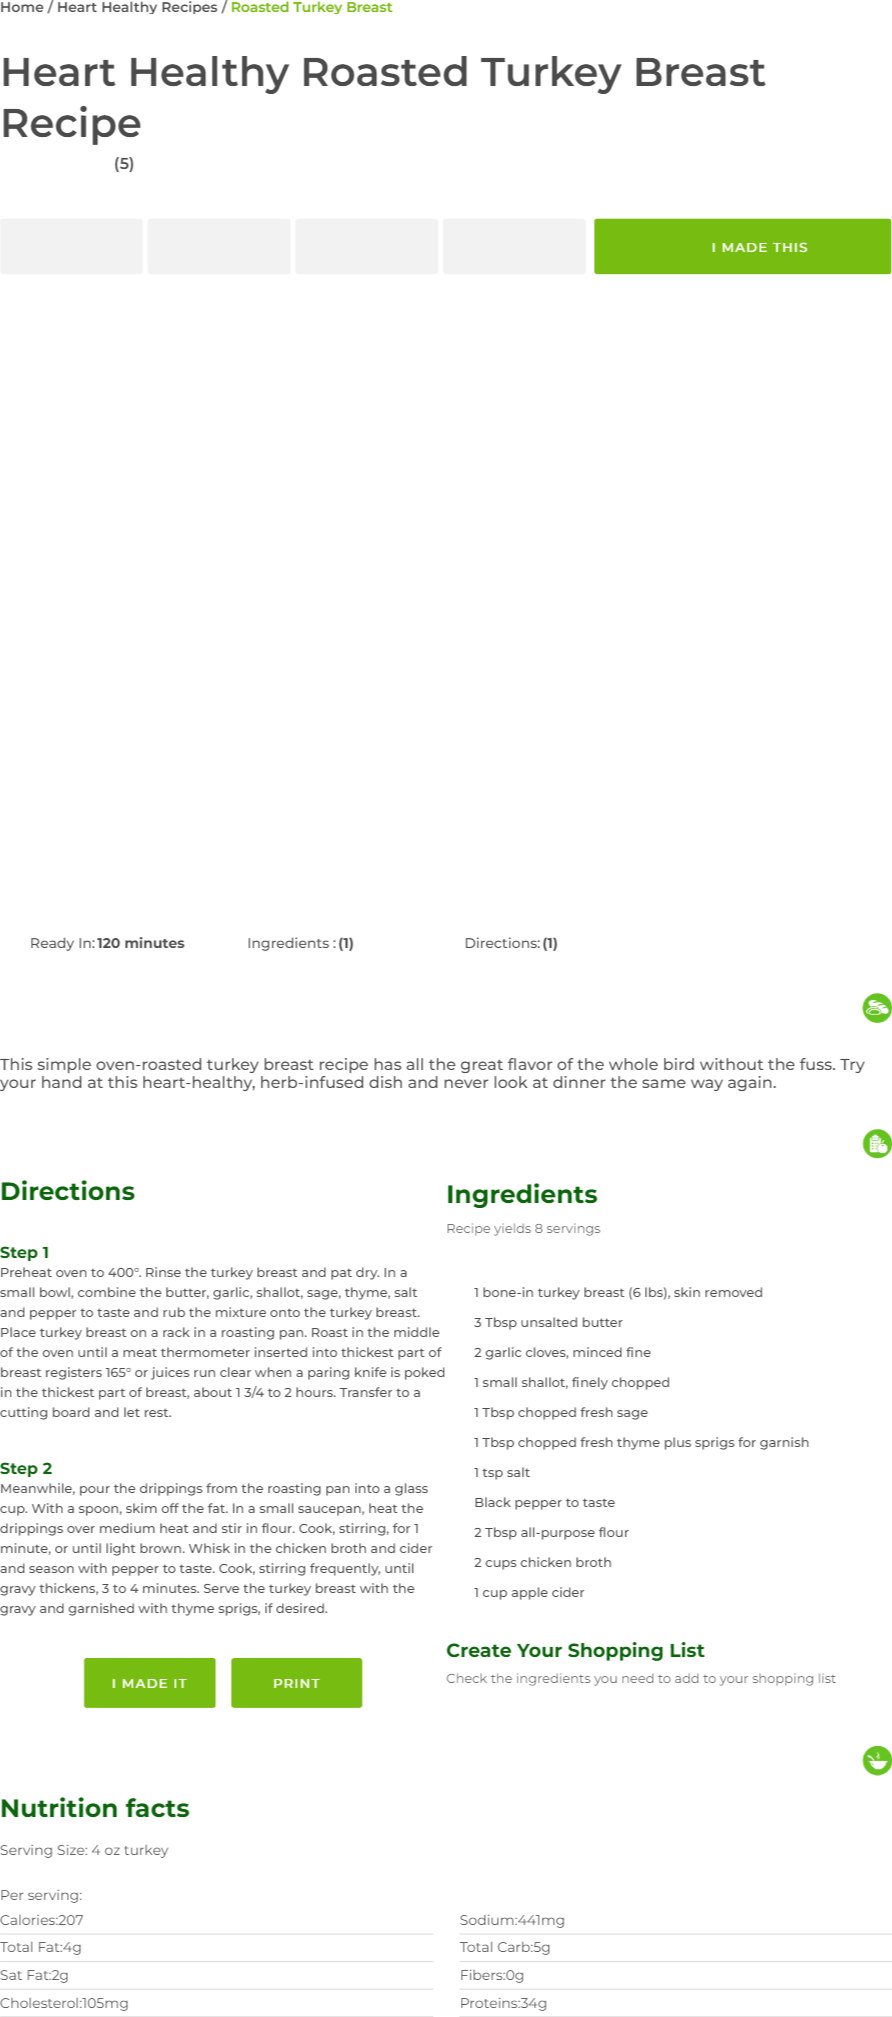 Home / Heart Healthy Recipes / Roasted Turkey Breast
Heart Healthy Roasted Turkey Breast
Recipe
(5)
I MADE THIS
Ready In: 120 minutes
Ingredients : (1)
Directions: (1)
This simple oven-roasted turkey breast recipe has all the great flavor of the whole bird without the fuss. Try
your hand at this heart-healthy, herb-infused dish and never look at dinner the same way again.
Directions
Step 1
Preheat oven to 400°. Rinse the turkey breast and pat dry. In a
small bowl, combine the butter, garlic, shallot, sage, thyme, salt
and pepper to taste and rub the mixture onto the turkey breast.
Place turkey breast on a rack in a roasting pan. Roast in the middle
of the oven until a meat thermometer inserted into thickest part of
breast registers 165° or juices run clear when a paring knife is poked
in the thickest part of breast, about 1 3/4 to 2 hours. Transfer to a
cutting board and let rest.
Step 2
Meanwhile, pour the drippings from the roasting pan into a glass
cup. With a spoon, skim off the fat. In a small saucepan, heat the
drippings over medium heat and stir in flour. Cook, stirring, for 1
minute, or until light brown. Whisk in the chicken broth and cider
and season with pepper to taste. Cook, stirring frequently, until
gravy thickens, 3 to 4 minutes. Serve the turkey breast with the
gravy and garnished with thyme sprigs, if desired.
I MADE IT
PRINT
Ingredients
Recipe yields 8 servings
1 bone-in turkey breast (6 lbs), skin removed
3 Tbsp unsalted butter
2 garlic cloves, minced fine
1 small shallot, finely chopped
1 Tbsp chopped fresh sage
1 Tbsp chopped fresh thyme plus sprigs for garnish
1 tsp salt
Black pepper to taste
2 Tbsp all-purpose flour
2 cups chicken broth
1 cup apple cider
Create Your Shopping List
Check the ingredients you need to add to your shopping list
Nutrition facts
Serving Size: 4 oz turkey
Per serving:
Calories:207
Total Fat:4g
Sat Fat:2g
Cholesterol:105mg
Sodium:441mg
Total Carb:5g
Fibers:0g
Proteins:34g